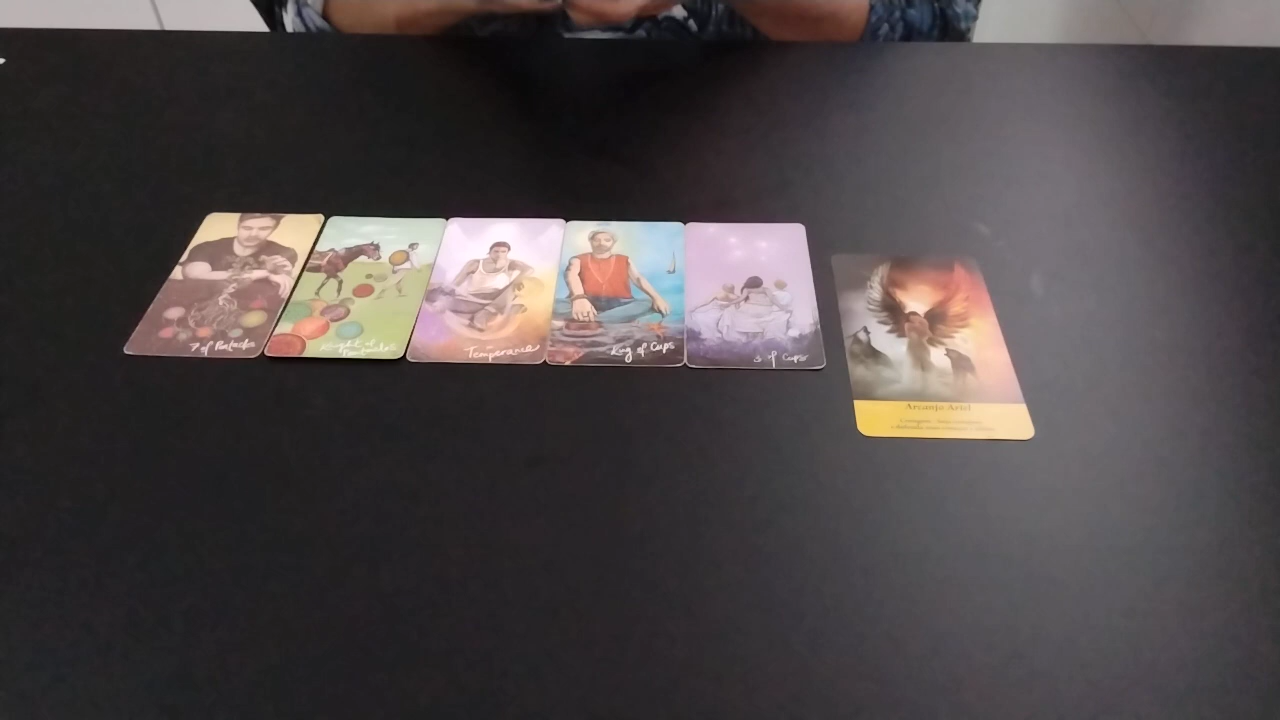 7 of Pentacles
Knight of
Pentacles
Temperance
King of Cups
3 of Cups
Arcanjo Ariel